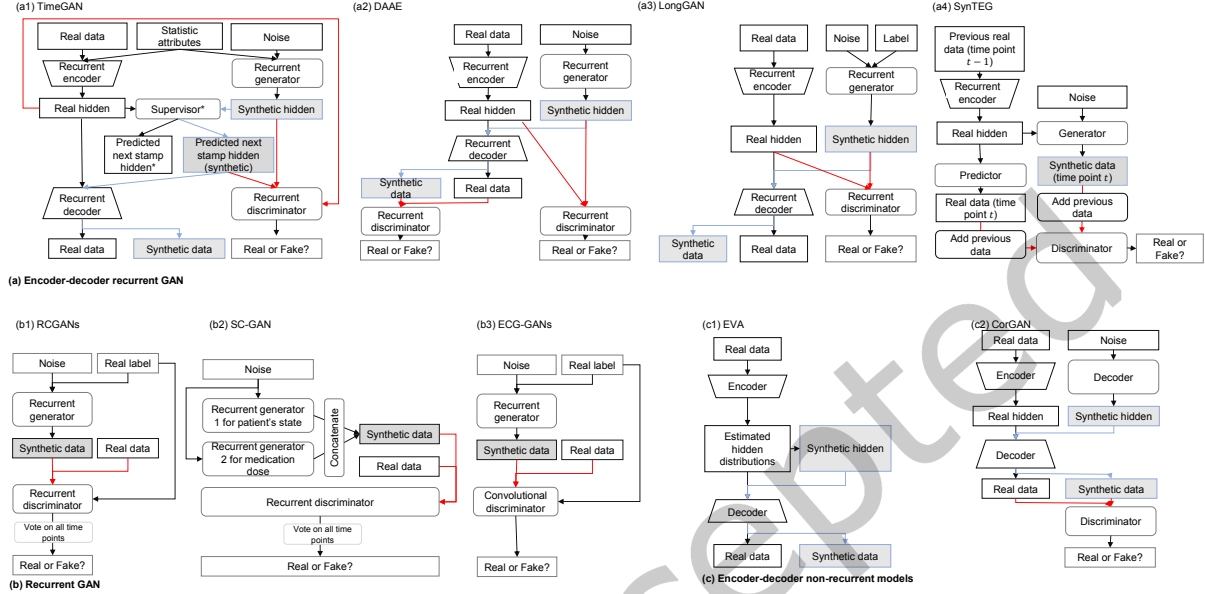 (a1) TimeGAN
Real data
Statistic
attributes
Noise
Recurrent
encoder
Recurrent
generator
Real hidden
Supervisor*
Synthetic hidden
Predicted
next stamp
hidden*
Predicted next
stamp hidden
(synthetic)
Recurrent
decoder
Recurrent
discriminator
Real data
Synthetic data
Real or Fake?
(a2) DAAE
Real data
Noise
Recurrent
encoder
Recurrent
generator
Real hidden
Synthetic hidden
Recurrent
decoder
Synthetic
data
Real data
Recurrent
discriminator
Recurrent
discriminator
Real or Fake?
Real or Fake?
(a3) LongGAN
Real data
Noise
Label
Recurrent
encoder
Recurrent
generator
Real hidden
Synthetic hidden
Recurrent
decoder
Recurrent
discriminator
Synthetic
data
Real data
Real or Fake?
(a4) SynTEG
Previous real
data (time point
t − 1)
Recurrent
encoder
Noise
Real hidden
Generator
Predictor
Synthetic data
(time point t)
Real data (time
point t)
Add previous
data
Add previous
data
Discriminator
Real or
Fake?
(a) Encoder-decoder recurrent GAN
(b1) RCGANs
Noise
Real label
Recurrent
generator
Synthetic data
Real data
Recurrent
discriminator
Vote on all time
points
Real or Fake?
(b2) SC-GAN
Noise
Recurrent generator
1 for patient's state
Recurrent generator
2 for medication
dose
Concatenate
Synthetic data
Real data
Recurrent discriminator
Vote on all time
points
Real or Fake?
(b3) ECG-GANs
Noise
Real label
Recurrent
generator
Synthetic data
Real data
Convolutional
discriminator
Real or Fake?
(b) Recurrent GAN
(c1) EVA
Real data
Encoder
Estimated
hidden
distributions
Synthetic hidden
Decoder
Real data
Synthetic data
(c2) CorGAN
Real data
Noise
Encoder
Decoder
Real hidden
Synthetic hidden
Decoder
Real data
Synthetic data
Discriminator
Real or Fake?
(c) Encoder-decoder non-recurrent models